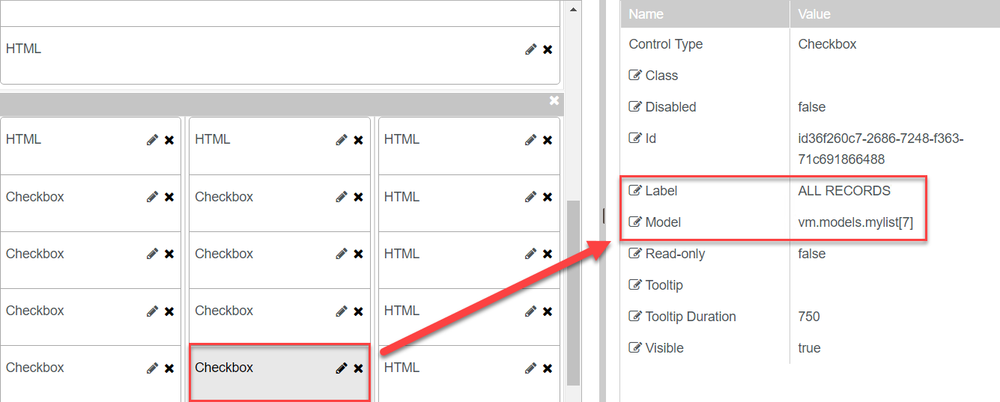 HTML
HTML HTML HTML
Checkbox Checkbox HTML
Checkbox Checkbox HTML
Checkbox Checkbox HTML
Checkbox Checkbox HTML
Name Value
Control Type Checkbox
Class
Disabled false
Id id36f260c7-2686-7248-f363-
71c691866488
Label ALL RECORDS
Model vm.models.mylist[7]
Read-only false
Tooltip
Tooltip Duration 750
Visible true